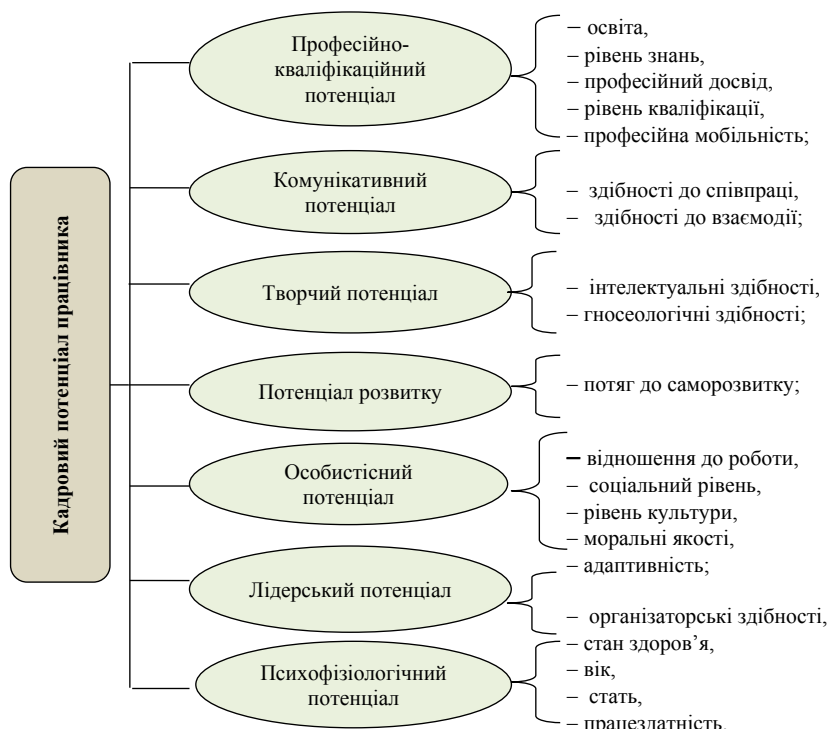 Кадровий потенціал працівника
Професійно-
кваліфікаційний
потенціал
– освіта,
– рівень знань,
– професійний досвід,
– рівень кваліфікації,
– професійна мобільність;
Комунікативний
потенціал
– здібності до співпраці,
– здібності до взаємодії;
Творчий потенціал
– інтелектуальні здібності,
– гносеологічні здібності;
Потенціал розвитку
– потяг до саморозвитку;
Особистісний
потенціал
– відношення до роботи,
– соціальний рівень,
– рівень культури,
– моральні якості,
– адаптивність;
Лідерський потенціал
– організаторські здібності,
Психофізіологічний
потенціал
– стан здоров’я,
– вік,
– стать,
– працездатність.